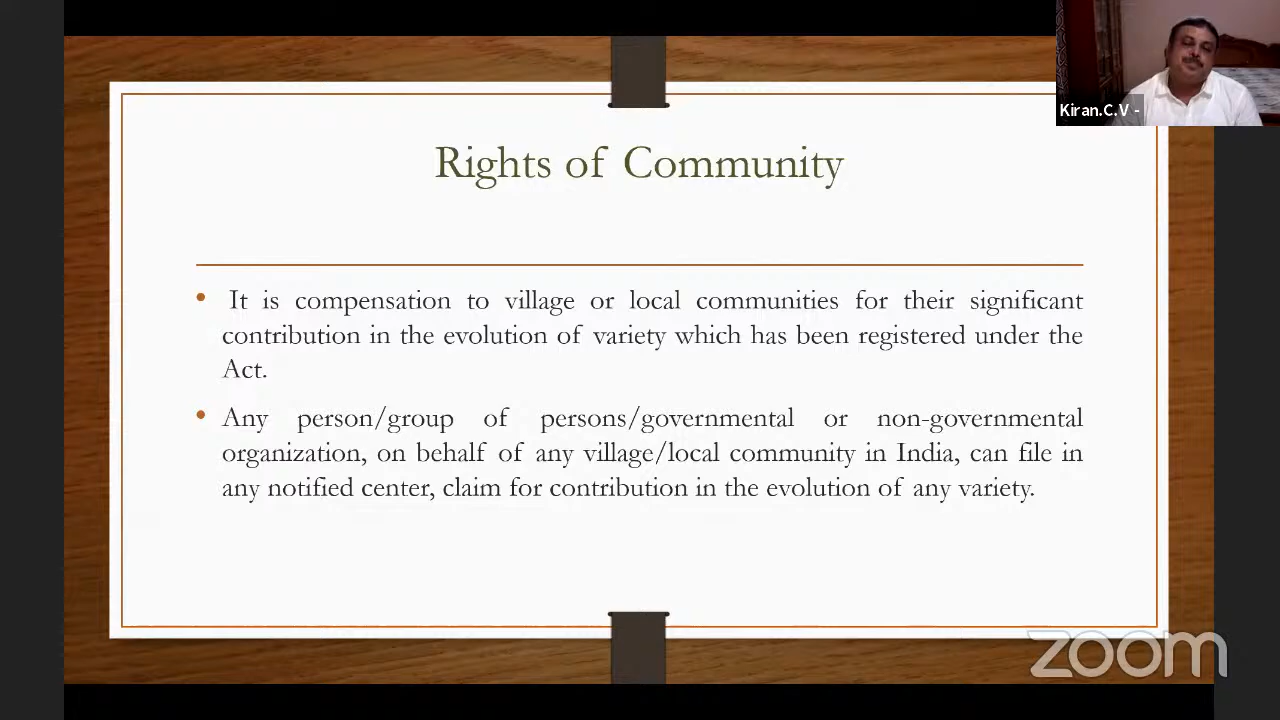 Kiran.C.V -
Rights of Community
• It is compensation to village or local communities for their significant
contribution in the evolution of variety which has been registered under the
Act.
• Any person/group of persons/governmental or non-governmental
organization, on behalf of any village/local community in India, can file in
any notified center, claim for contribution in the evolution of any variety.
zoom